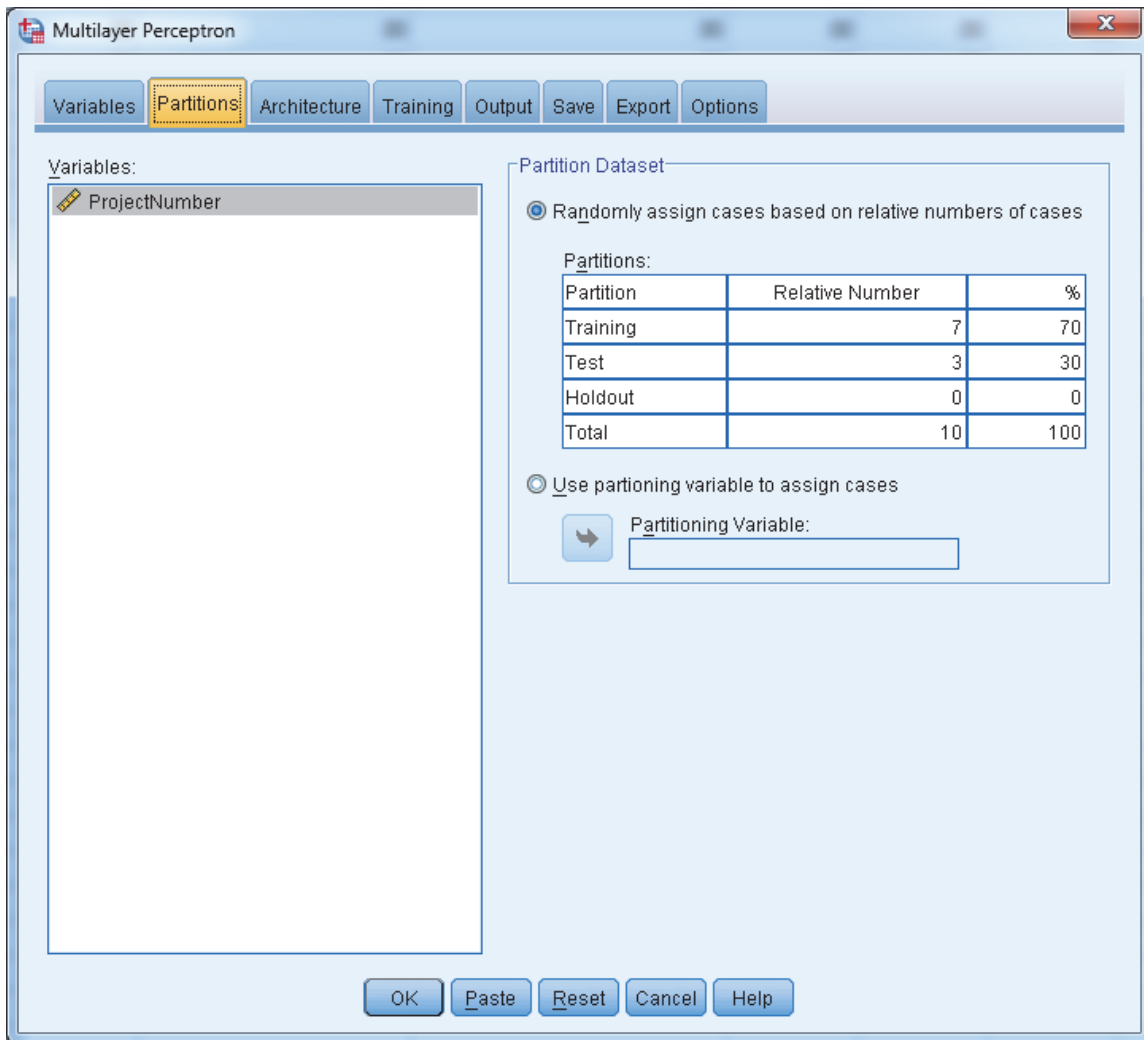 Multilayer Perceptron
Variables Partitions Architecture Training Output Save Export Options
Variables:
ProjectNumber
Partition Dataset
Randomly assign cases based on relative numbers of cases
Partitions:
Partition Relative Number %
Training 7 70
Test 3 30
Holdout 0 0
Total 10 100
Use partioning variable to assign cases
Partitioning Variable:
OK Paste Reset Cancel Help